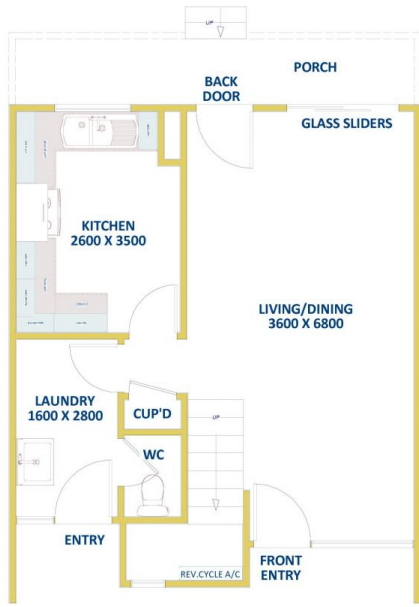 UP
PORCH
BACK
DOOR
GLASS SLIDERS
KITCHEN
2600 X 3500
LIVING/DINING
3600 X 6800
LAUNDRY
1600 X 2800
CUP'D
UP
WC
ENTRY
REV.CYCLE A/C
FRONT
ENTRY